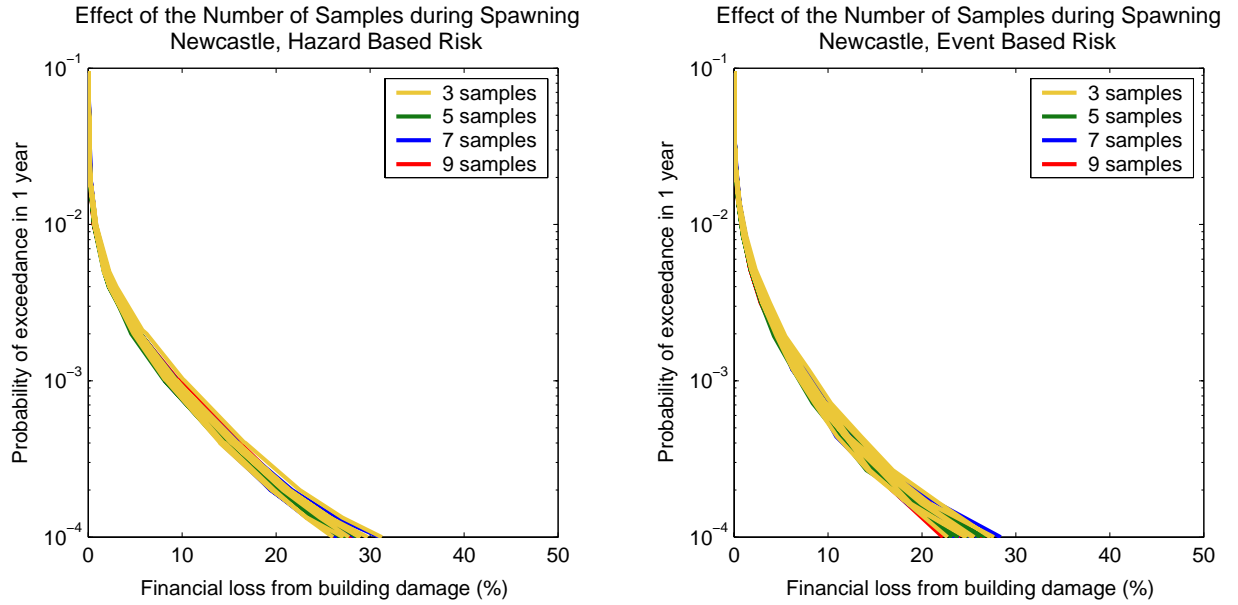 Effect of the Number of Samples during Spawning
Newcastle, Hazard Based Risk
10⁻¹
10⁻²
10⁻³
10⁻⁴
Probability of exceedance in 1 year
3 samples
5 samples
7 samples
9 samples
0 10 20 30 40 50
Financial loss from building damage (%)
Effect of the Number of Samples during Spawning
Newcastle, Event Based Risk
10⁻¹
10⁻²
10⁻³
10⁻⁴
Probability of exceedance in 1 year
3 samples
5 samples
7 samples
9 samples
0 10 20 30 40 50
Financial loss from building damage (%)